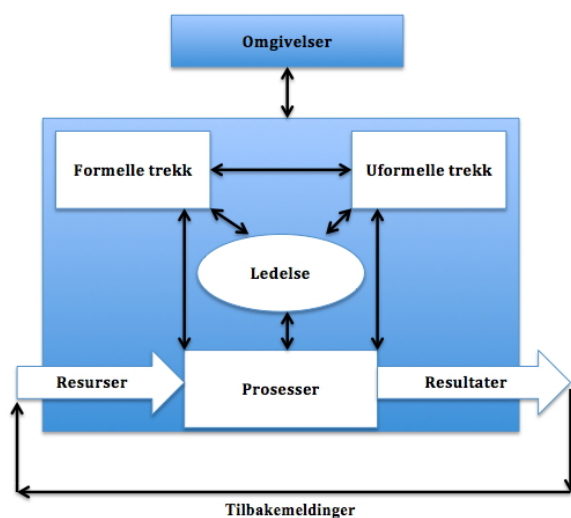 Omgivelser
Formelle trekk
Uformelle trekk
Ledelse
Resurser
Prosesser
Resultater
Tilbakemeldinger